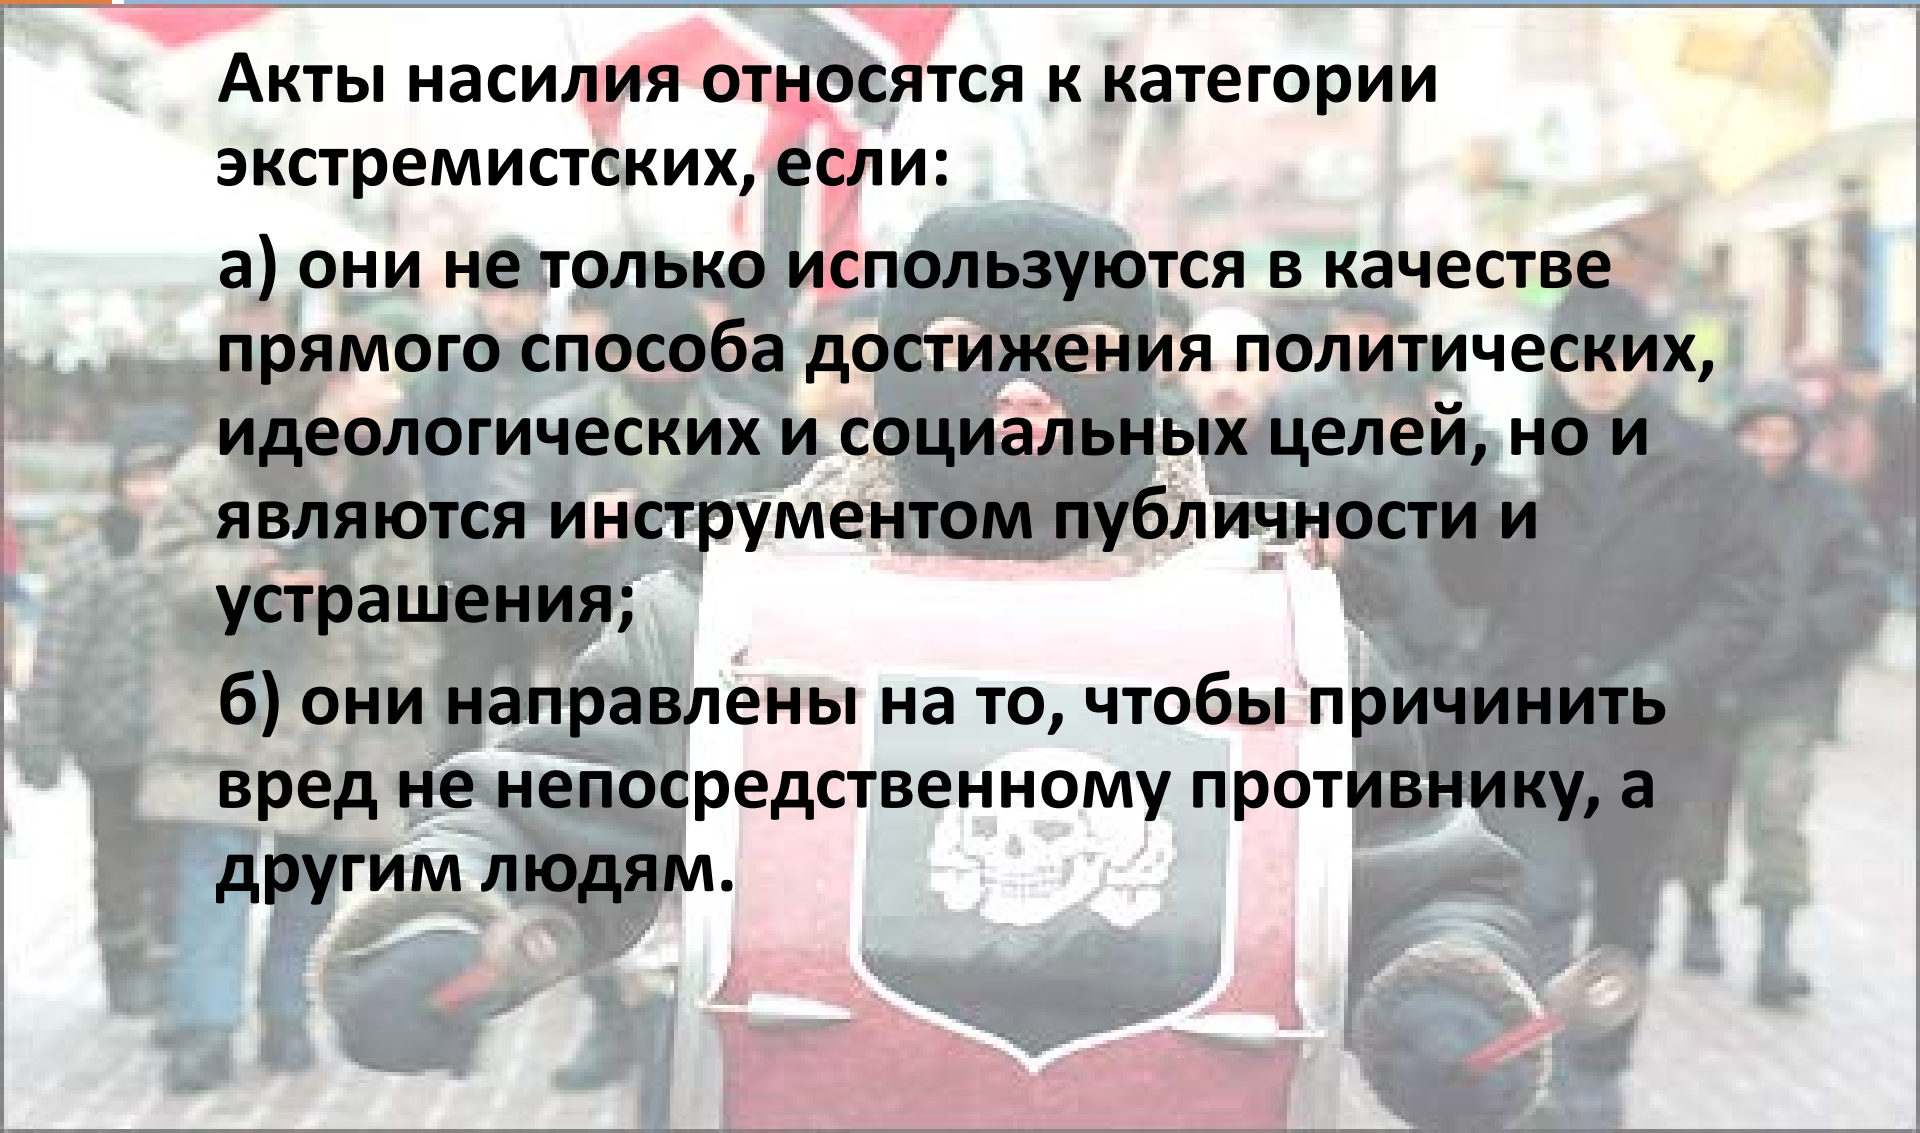 Акты насилия относятся к категории
экстремистских, если:
а) они не только используются в качестве
прямого способа достижения политических,
идеологических и социальных целей, но и
являются инструментом публичности и
устрашения;
б) они направлены на то, чтобы причинить
вред не непосредственному противнику, а
другим людям.